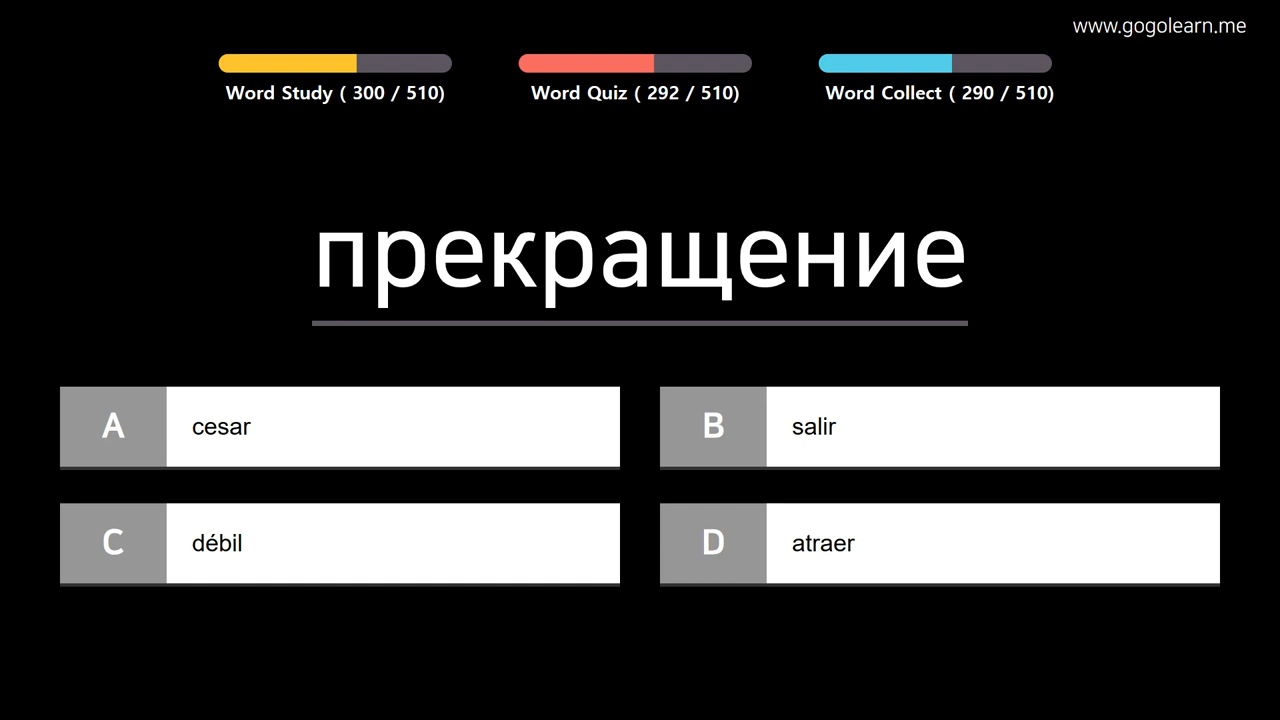 www.gogolearn.me
Word Study ( 300 / 510)
Word Quiz ( 292 / 510)
Word Collect ( 290 / 510)
прекращение
A cesar
B salir
C débil
D atraer